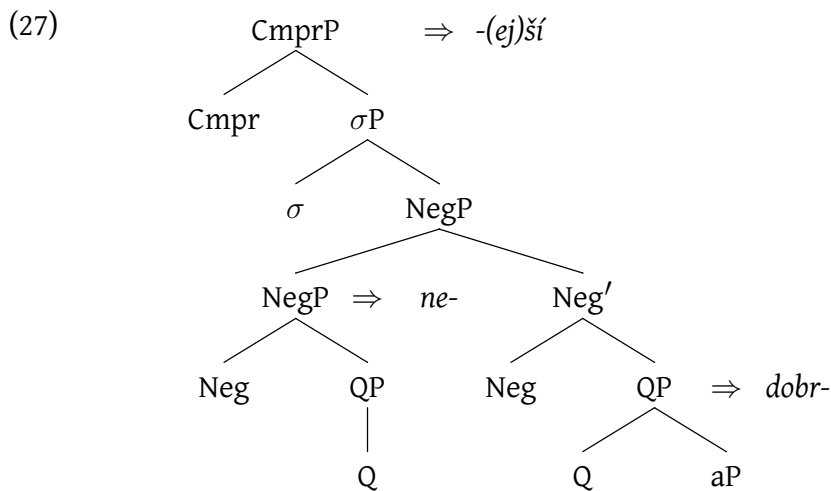 (27)
CmprP ⇒ -(ej)ší
Cmpr σP
σ NegP
NegP ⇒ ne- Neg′
Neg QP Neg QP ⇒ dobr-
Q Q aP